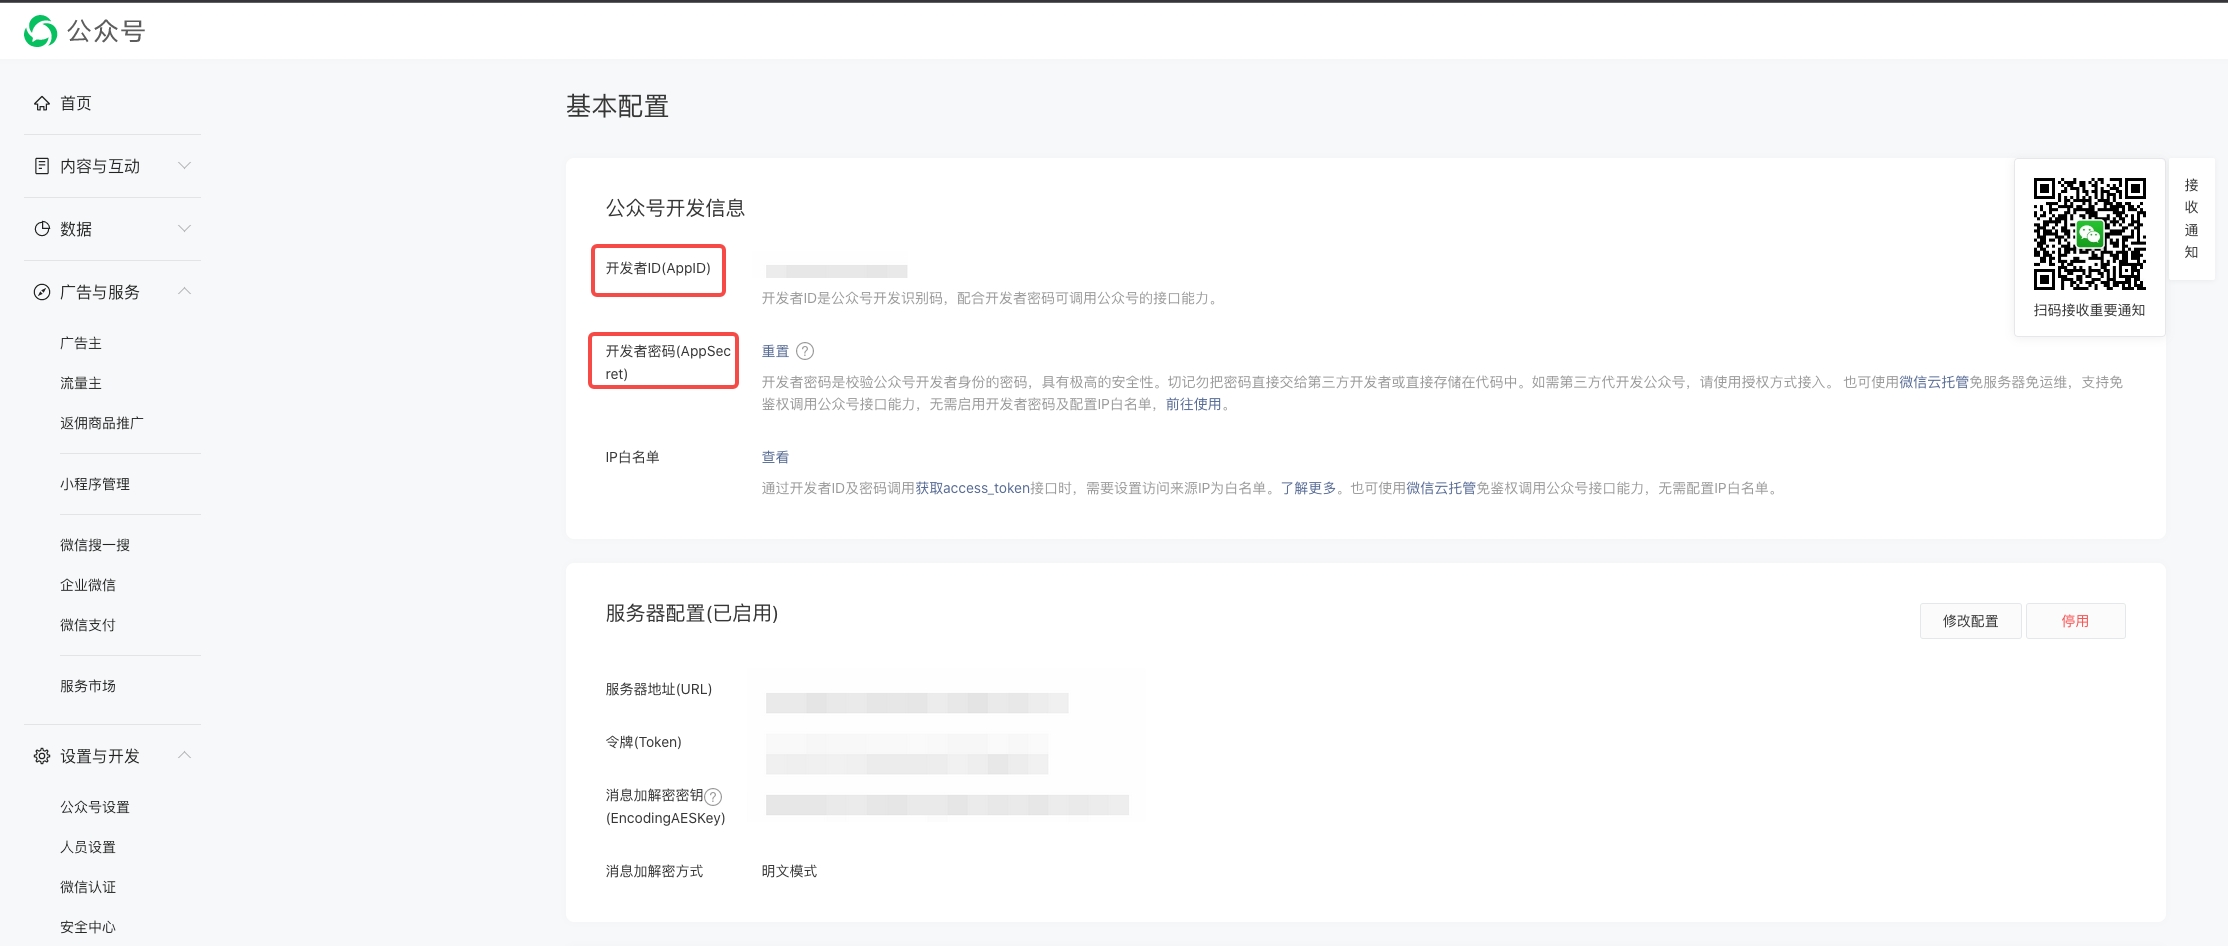 公众号
首页
内容与互动
数据
广告与服务
广告主
流量主
返佣商品推广
小程序管理
微信搜一搜
企业微信
微信支付
服务市场
设置与开发
公众号设置
人员设置
微信认证
安全中心
基本配置
公众号开发信息
开发者ID(AppID)
开发者ID是公众号开发识别码，配合开发者密码可调用公众号的接口能力。
开发者密码(AppSec
ret)
重置
开发者密码是校验公众号开发者身份的密码，具有极高的安全性。切记勿把密码直接交给第三方开发者或直接存储在代码中。如需第三方代开发公众号，请使用授权方式接入。 也可使用微信云托管免服务器免运维，支持免
鉴权调用公众号接口能力，无需启用开发者密码及配置IP白名单，前往使用。
IP白名单
查看
通过开发者ID及密码调用获取access_token接口时，需要设置访问来源IP为白名单。了解更多。也可使用微信云托管免鉴权调用公众号接口能力，无需配置IP白名单。
扫码接收重要通知
接
收
通
知
服务器配置(已启用)
修改配置
停用
服务器地址(URL)
令牌(Token)
消息加解密密钥
(EncodingAESKey)
消息加解密方式
明文模式